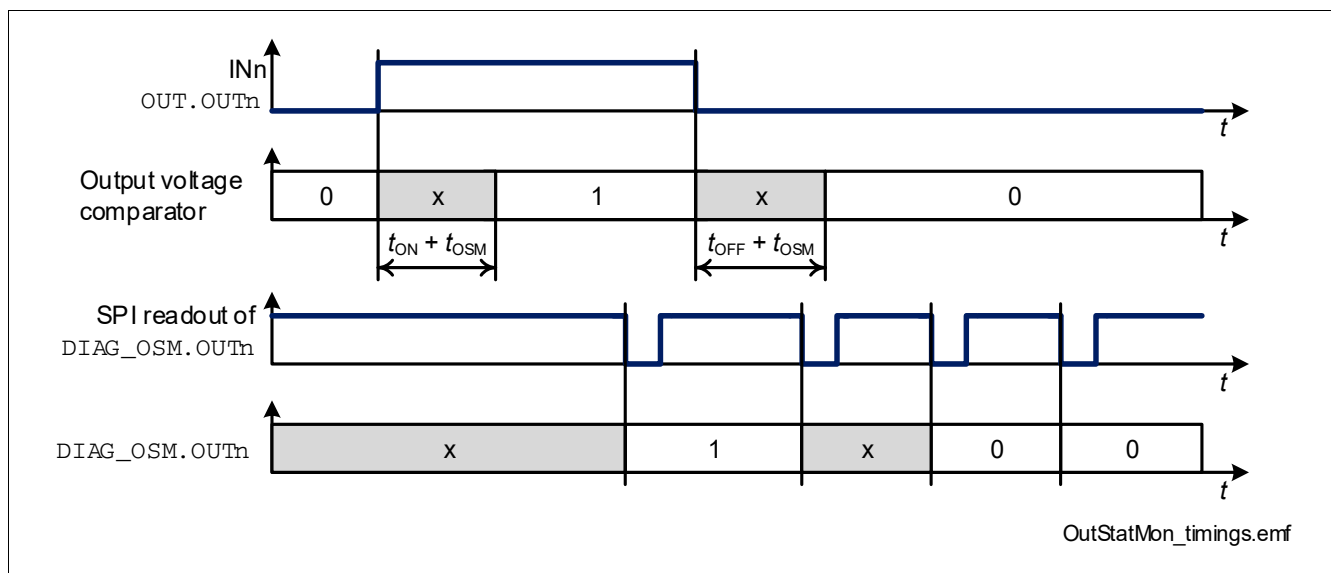 INn
OUT.OUTn
t
Output voltage
comparator
0 x 1 x 0
tON + tOSM tOFF + tOSM
t
SPI readout of
DIAG_OSM.OUTn
t
DIAG_OSM.OUTn x 1 x 0 0
t
OutStatMon_timings.emf